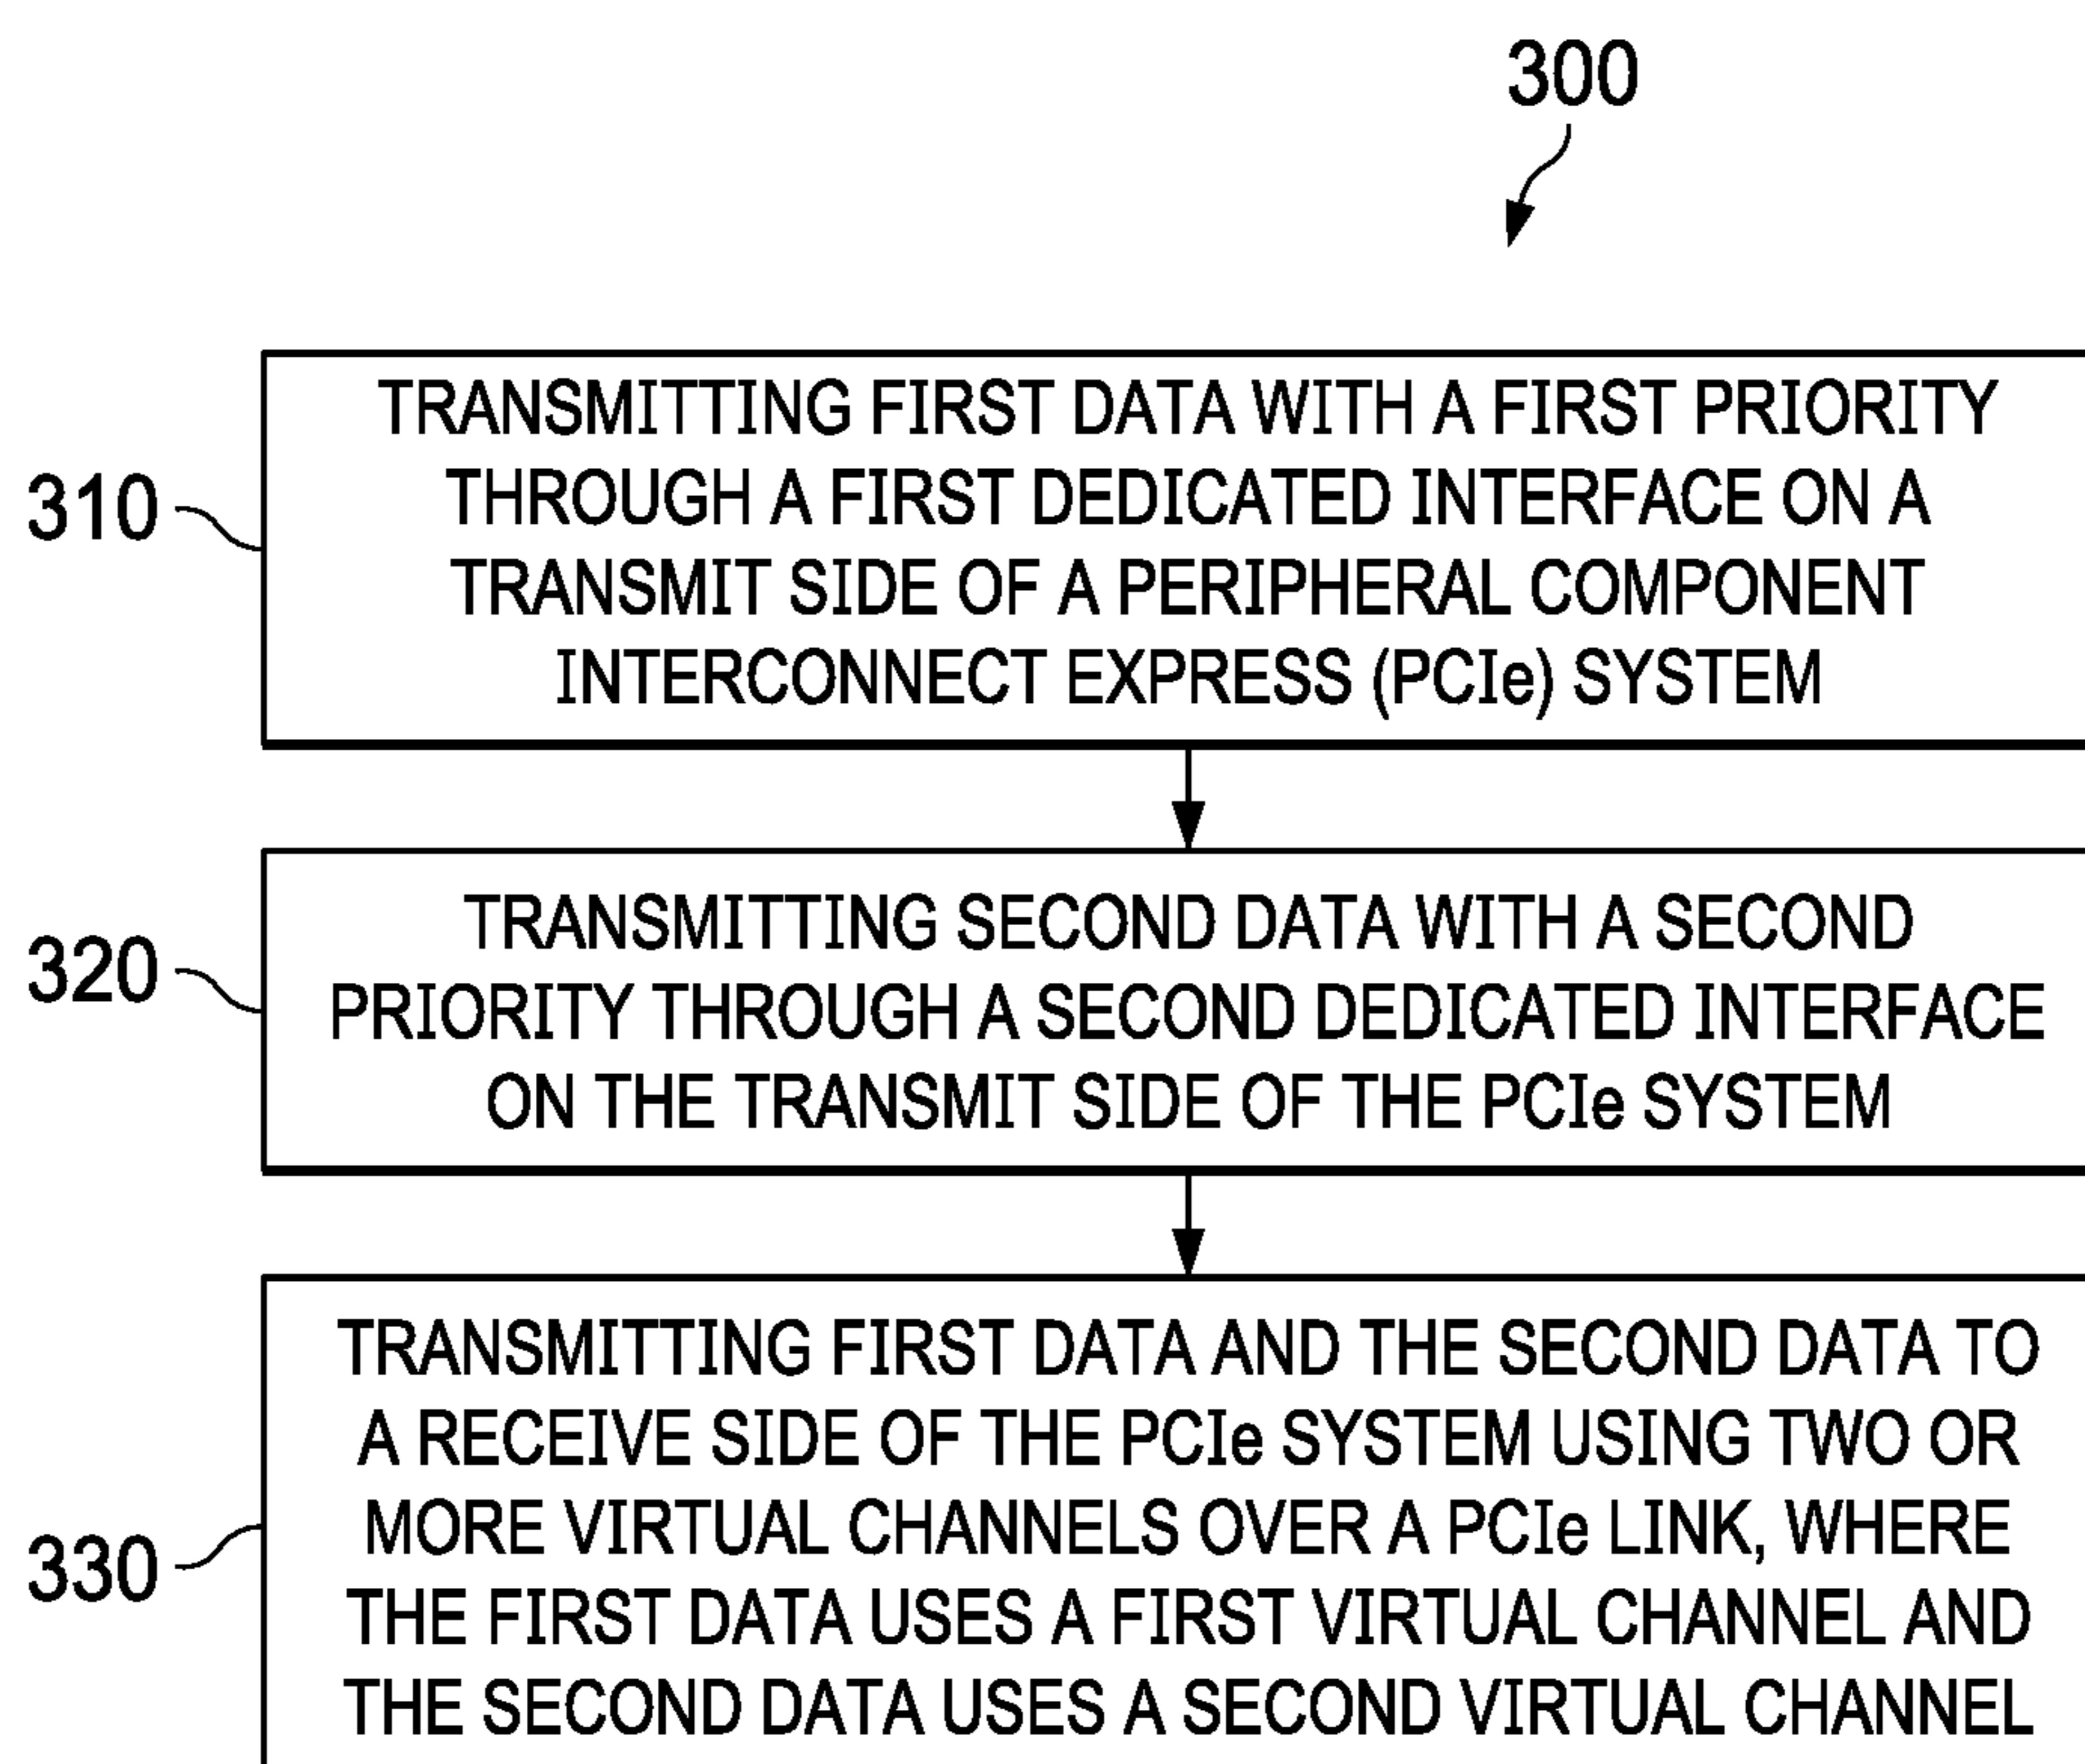 300
310
TRANSMITTING FIRST DATA WITH A FIRST PRIORITY
THROUGH A FIRST DEDICATED INTERFACE ON A
TRANSMIT SIDE OF A PERIPHERAL COMPONENT
INTERCONNECT EXPRESS (PCIe) SYSTEM
320
TRANSMITTING SECOND DATA WITH A SECOND
PRIORITY THROUGH A SECOND DEDICATED INTERFACE
ON THE TRANSMIT SIDE OF THE PCIe SYSTEM
330
TRANSMITTING FIRST DATA AND THE SECOND DATA TO
A RECEIVE SIDE OF THE PCIe SYSTEM USING TWO OR
MORE VIRTUAL CHANNELS OVER A PCIe LINK, WHERE
THE FIRST DATA USES A FIRST VIRTUAL CHANNEL AND
THE SECOND DATA USES A SECOND VIRTUAL CHANNEL